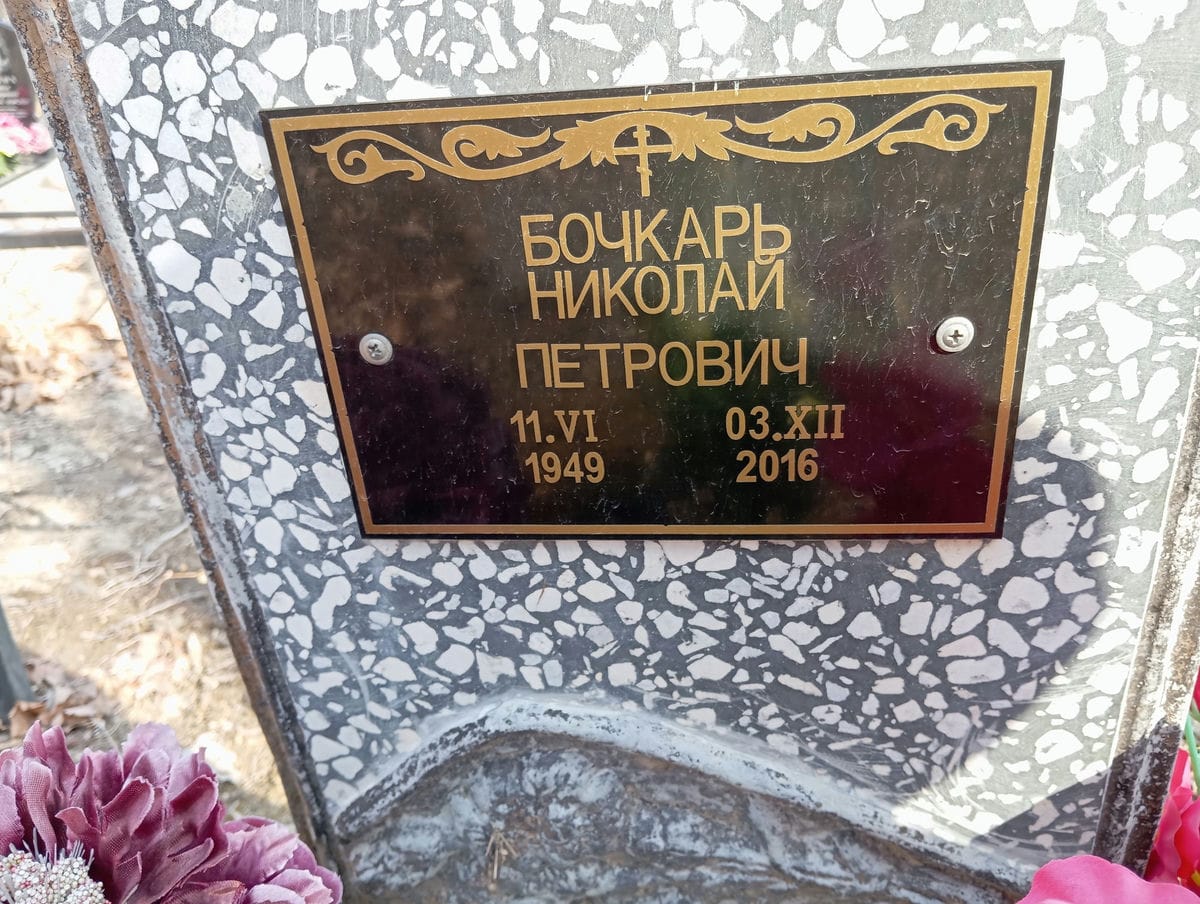 БОЧКАРЬ
НИКОЛАЙ
ПЕТРОВИЧ
11.VI 03.XII
1949 2016